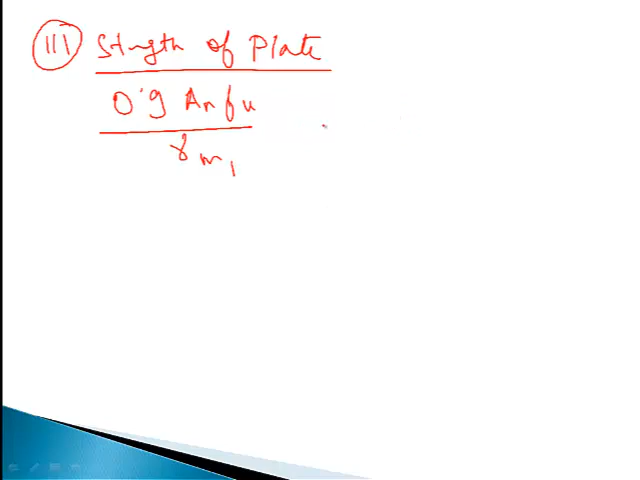 III Strength of Plate
0.9 An fu
γm1